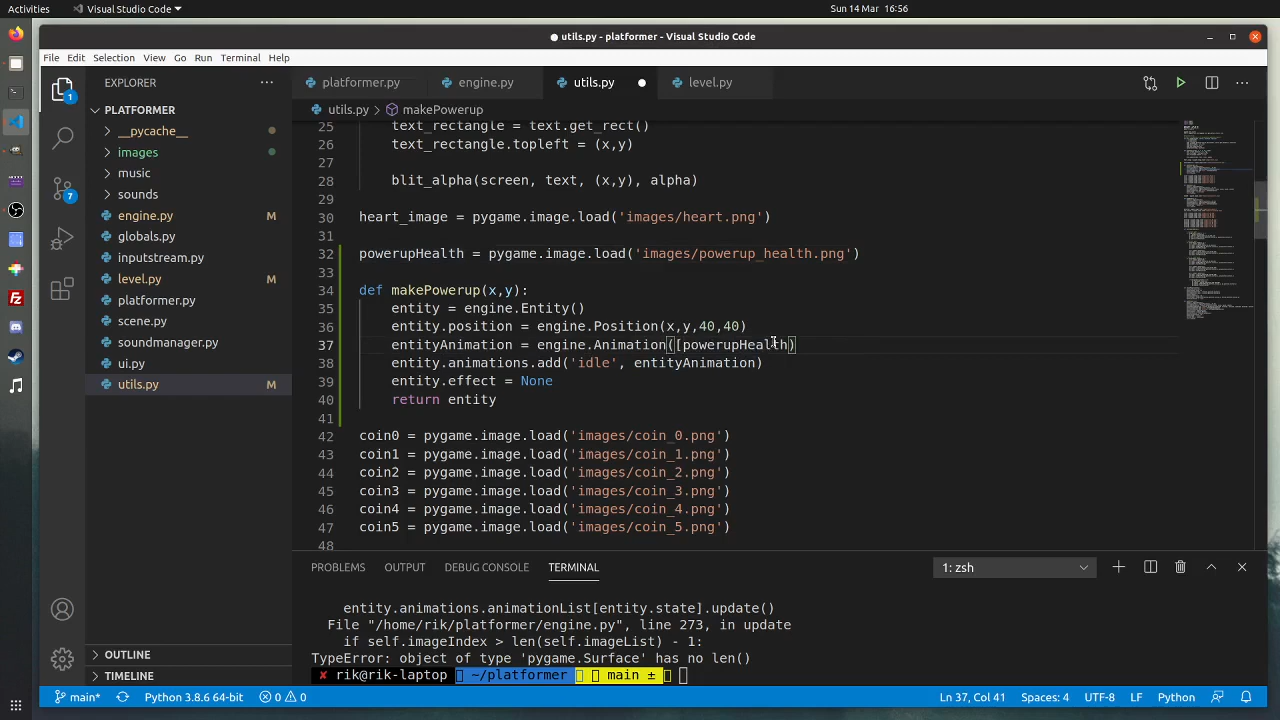 Activities
Visual Studio Code
Sun 14 Mar 16:56
utils.py - platformer - Visual Studio Code
File Edit Selection View Go Run Terminal Help
EXPLORER
platformer.py
engine.py
utils.py
level.py
PLATFORMER
__pycache__
images
music
sounds
engine.py M
globals.py
inputstream.py
level.py M
platformer.py
scene.py
soundmanager.py
ui.py
utils.py M
OUTLINE
TIMELINE
1
7
utils.py > makePowerup
25 text_rectangle = text.get_rect()
26 text_rectangle.topleft = (x,y)
27
28 blit_alpha(screen, text, (x,y), alpha)
29
30 heart_image = pygame.image.load('images/heart.png')
31
32 powerupHealth = pygame.image.load('images/powerup_health.png')
33
34 def makePowerup(x,y):
35 entity = engine.Entity()
36 entity.position = engine.Position(x,y,40,40)
37 entityAnimation = engine.Animation([powerupHealth)
38 entity.animations.add('idle', entityAnimation)
39 entity.effect = None
40 return entity
41
42 coin0 = pygame.image.load('images/coin_0.png')
43 coin1 = pygame.image.load('images/coin_1.png')
44 coin2 = pygame.image.load('images/coin_2.png')
45 coin3 = pygame.image.load('images/coin_3.png')
46 coin4 = pygame.image.load('images/coin_4.png')
47 coin5 = pygame.image.load('images/coin_5.png')
48
PROBLEMS OUTPUT DEBUG CONSOLE TERMINAL
1: zsh
entity.animations.animationList[entity.state].update()
File "/home/rik/platformer/engine.py", line 273, in update
if self.imageIndex > len(self.imageList) - 1:
TypeError: object of type 'pygame.Surface' has no len()
✘ rik@rik-laptop ~/platformer main ±
main* Python 3.8.6 64-bit 0 0 Ln 37, Col 41 Spaces: 4 UTF-8 LF Python